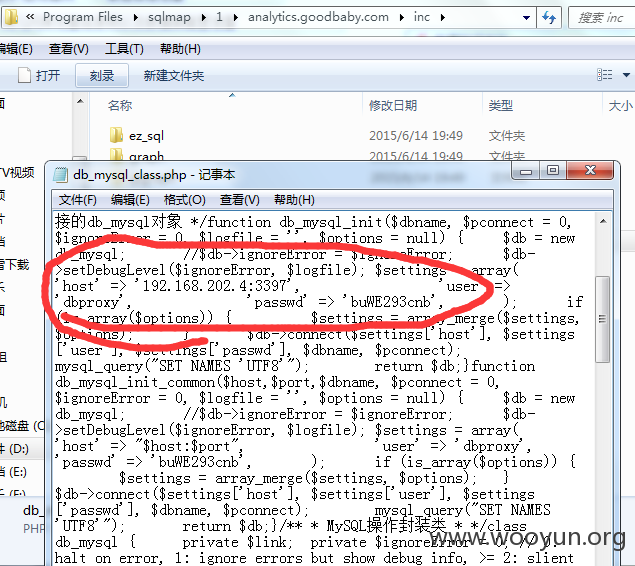 « Program Files ▸ sqlmap ▸ 1 ▸ analytics.goodbaby.com ▸ inc ▸
搜索 inc
编辑(E) 查看(V) 工具(T) 帮助(H)
打开 刻录 新建文件夹
名称 修改日期 类型 大小
ez_sql 2015/6/14 19:49 文件夹
graph 2015/6/14 19:49 文件夹
db_mysql_class.php - 记事本
文件(F) 编辑(E) 格式(O) 查看(V) 帮助(H)
接的db_mysql对象 */function db_mysql_init($dbname, $pconnect = 0,
$ignoreError = 0, $logfile = '', $options = null) { $db = new
db_mysql; //$db->ignoreError = $ignoreError; $db-
>setDebugLevel($ignoreError, $logfile); $settings = array(
'host' => '192.168.202.4:3397', 'user' =>
'dbproxy', 'passwd' => 'buWE293cnb', ); if
(is_array($options)) { $settings = array_merge($settings,
$options); } $db->connect($settings['host'], $settings
['user'], $settings['passwd'], $dbname, $pconnect);
mysql_query("SET NAMES 'UTF8'"); return $db;}function
db_mysql_init_common($host,$port,$dbname, $pconnect = 0,
$ignoreError = 0, $logfile = '', $options = null) { $db = new
db_mysql; //$db->ignoreError = $ignoreError; $db-
>setDebugLevel($ignoreError, $logfile); $settings = array(
'host' => "$host:$port", 'user' => 'dbproxy',
'passwd' => 'buWE293cnb', ); if (is_array($options)) {
$settings = array_merge($settings, $options); }
$db->connect($settings['host'], $settings['user'], $settings
['passwd'], $dbname, $pconnect); mysql_query("SET NAMES
'UTF8'"); return $db;}/** * MySQL操作封装类 * */class
db_mysql { private $link; private $ignoreError = 0; //
halt on error, 1: ignore errors but show debug info, >= 2: slient
TV视频
雷下载
组
地磁盘 (C
件 (D:)
(E:)
(F:)
db_
PHP
www.wooyun.org